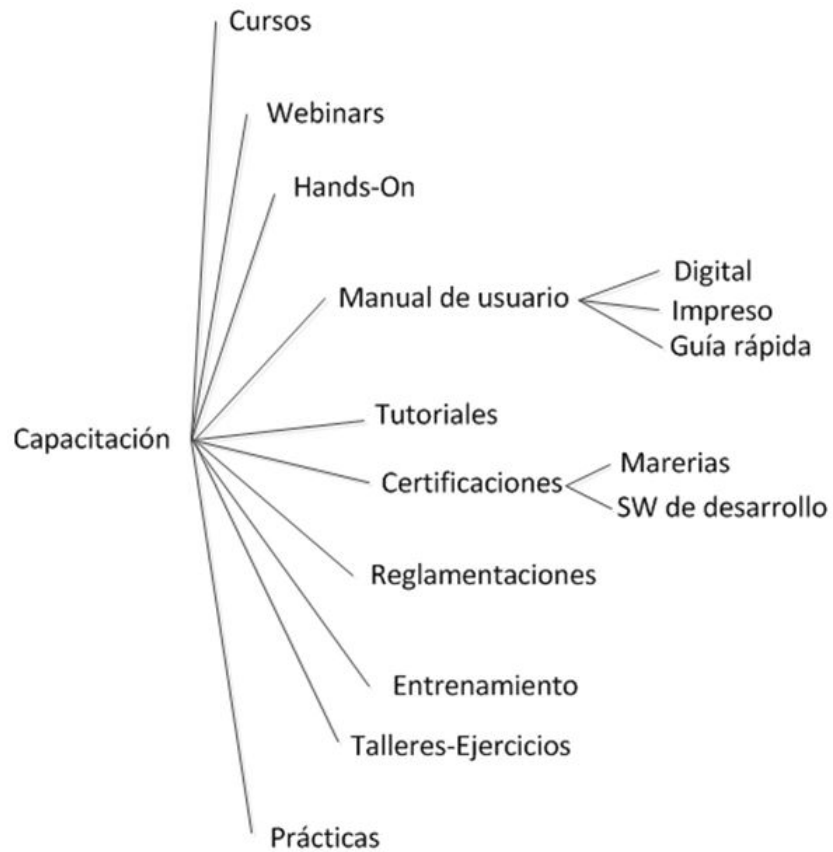 Cursos
Webinars
Hands-On
Manual de usuario
Digital
Impreso
Guía rápida
Tutoriales
Capacitación
Certificaciones
Marerias
SW de desarrollo
Reglamentaciones
Entrenamiento
Talleres-Ejercicios
Prácticas